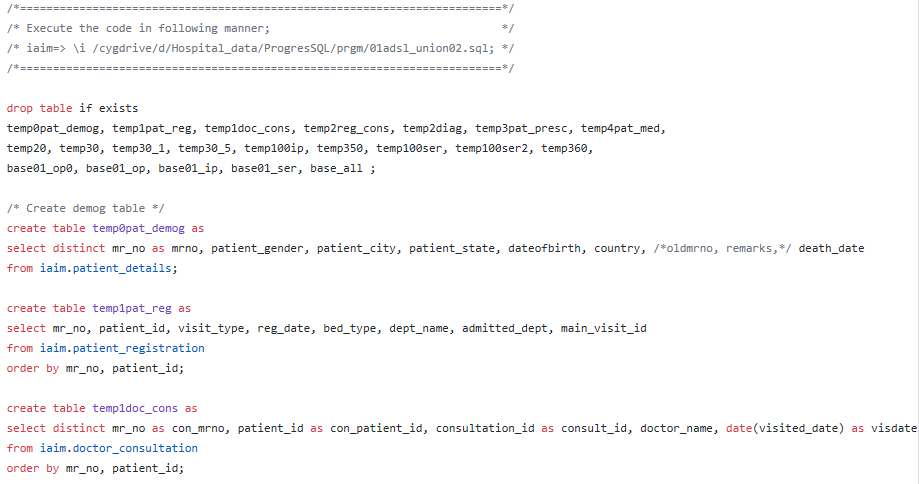 /*=========================================================================*/
/* Execute the code in following manner;                                   */
/* iaim=> \i /cygdrive/d/Hospital_data/ProgresSQL/prgm/01adsl_union02.sql; */
/*=========================================================================*/
drop table if exists
temp0pat_demog, temp1pat_reg, temp1doc_cons, temp2reg_cons, temp2diag, temp3pat_presc, temp4pat_med,
temp20, temp30, temp30_1, temp30_5, temp100ip, temp350, temp100ser, temp100ser2, temp360,
base01_op0, base01_op, base01_ip, base01_ser, base_all ;
/* Create demog table */
create table temp0pat_demog as
select distinct mr_no as mrno, patient_gender, patient_city, patient_state, dateofbirth, country, /*oldmrno, remarks,*/ death_date
from iaim.patient_details;
create table temp1pat_reg as
select mr_no, patient_id, visit_type, reg_date, bed_type, dept_name, admitted_dept, main_visit_id
from iaim.patient_registration
order by mr_no, patient_id;
create table temp1doc_cons as
select distinct mr_no as con_mrno, patient_id as con_patient_id, consultation_id as consult_id, doctor_name, date(visited_date) as visdate
from iaim.doctor_consultation
order by mr_no, patient_id;